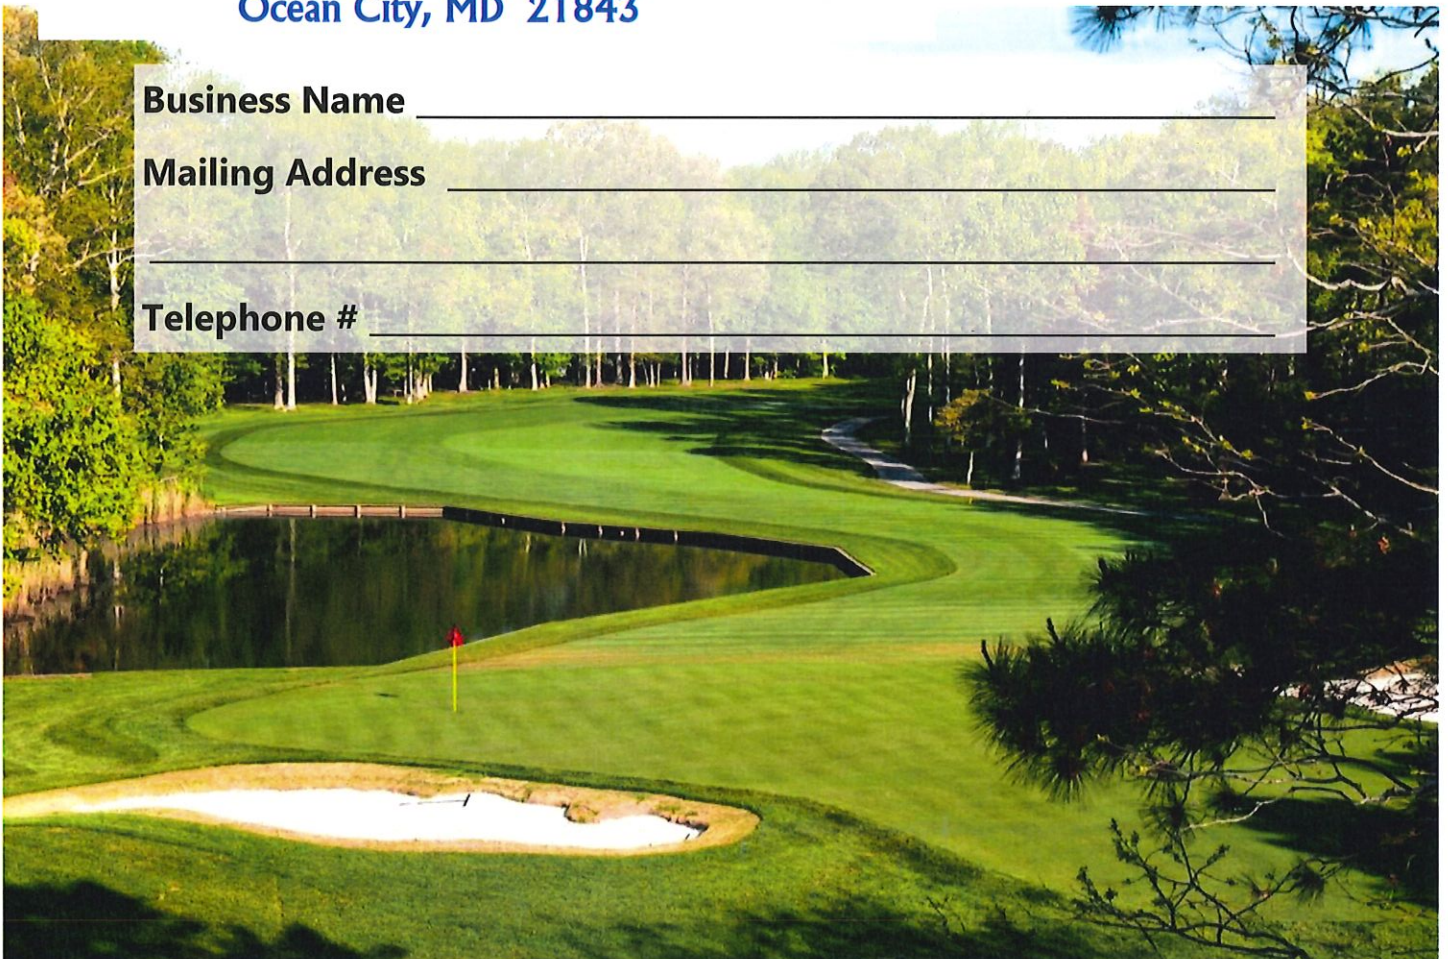 Ocean City, MD 21843
Business Name
Mailing Address
Telephone #